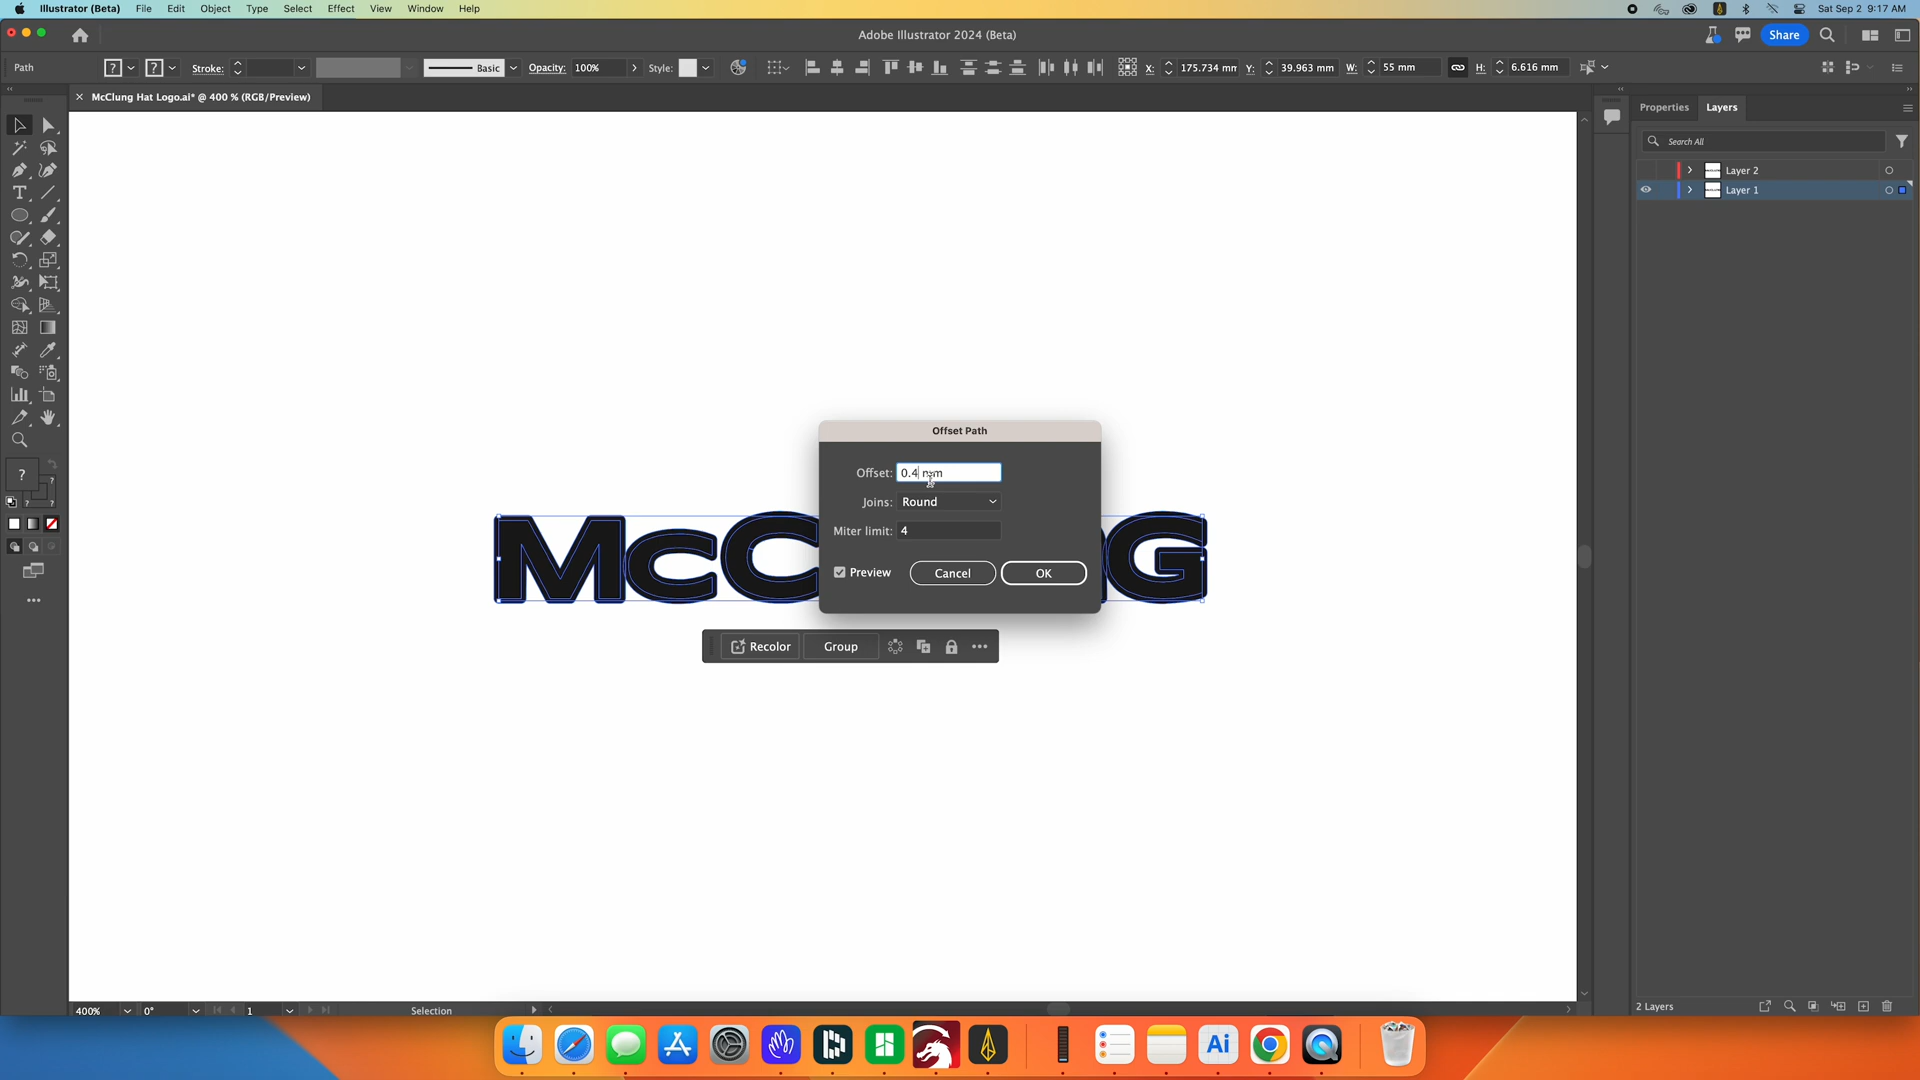 Illustrator (Beta) File Edit Object Type Select Effect View Window Help Sat Sep 2 9:17 AM
Adobe Illustrator 2024 (Beta) Share
Path ? ? Stroke: Basic Opacity: 100% Style: X: 175.734 mm Y: 39.963 mm W: 55 mm H: 6.616 mm
McClung Hat Logo.ai* @ 400 % (RGB/Preview) Properties Layers
Search All
Layer 2
Layer 1
Offset Path
Offset: 0.4 mm
Joins: Round
Miter limit: 4
Preview Cancel OK
McC G
Recolor Group
400% 0° 1 Selection 2 Layers
Ai